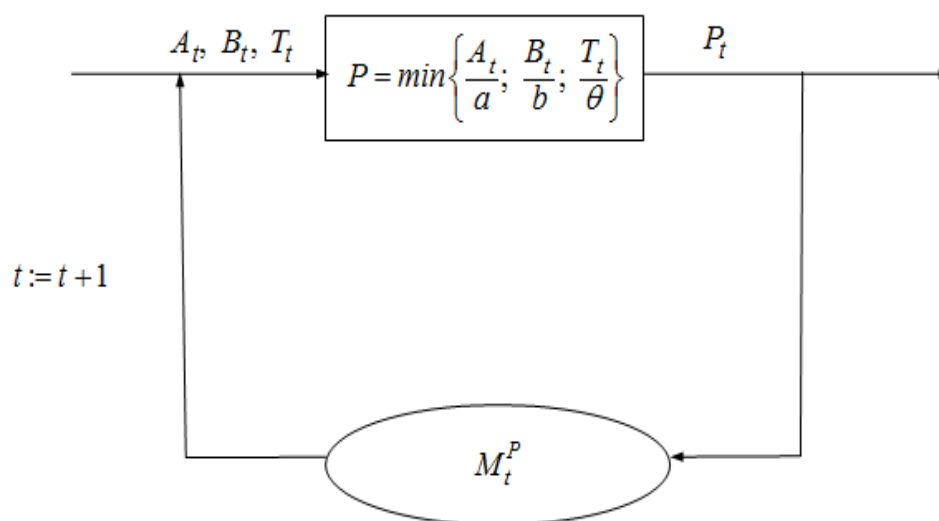 A_t, B_t, T_t
P = min{A_t/a; B_t/b; T_t/θ}
P_t
t := t + 1
M_t^P